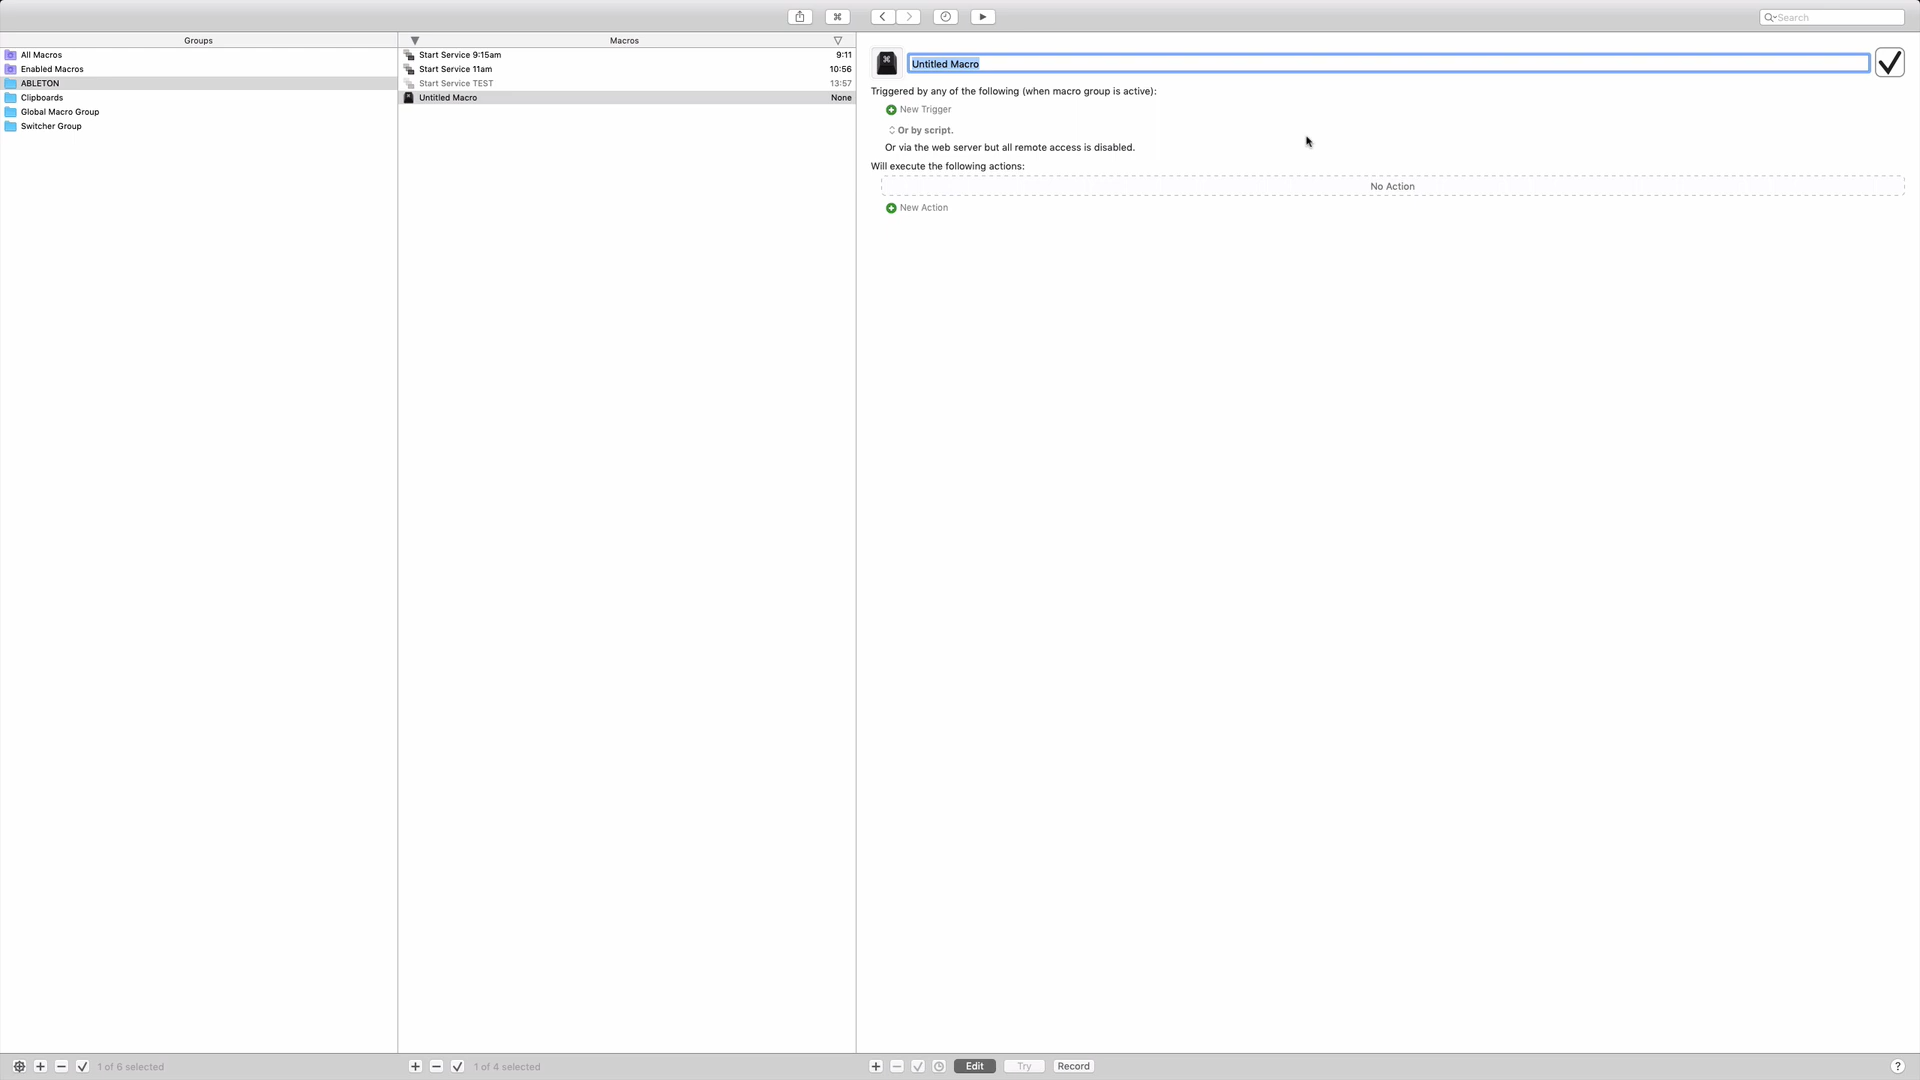 Search
Groups
Macros
All Macros
Enabled Macros
ABLETON
Clipboards
Global Macro Group
Switcher Group
Start Service 9:15am 9:11
Start Service 11am 10:56
Start Service TEST 13:57
Untitled Macro None
Untitled Macro
Triggered by any of the following (when macro group is active):
New Trigger
Or by script.
Or via the web server but all remote access is disabled.
Will execute the following actions:
No Action
New Action
1 of 6 selected
1 of 4 selected
Edit
Try
Record
?